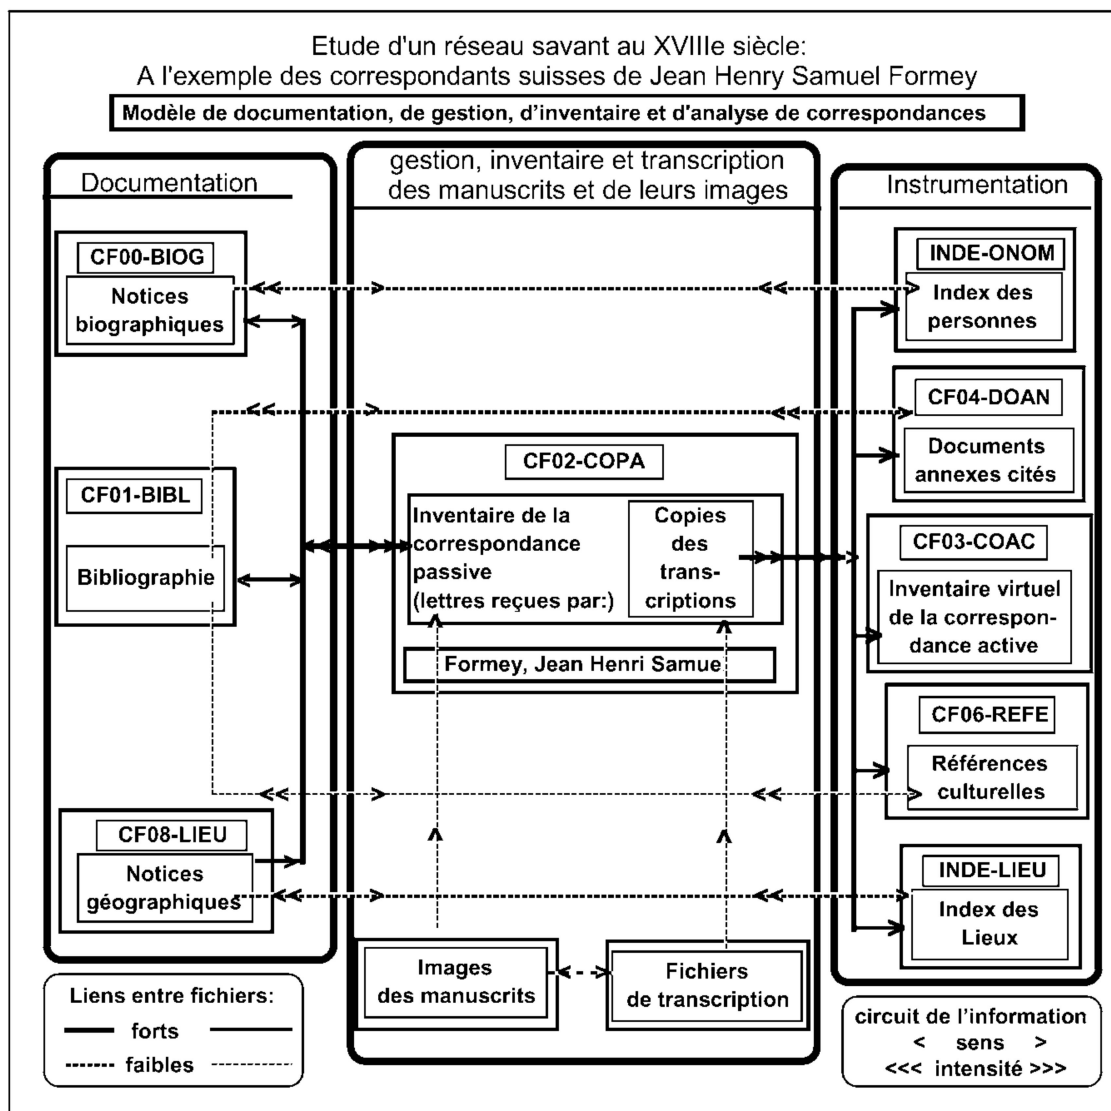 Etude d'un réseau savant au XVIIIe siècle:
A l'exemple des correspondants suisses de Jean Henry Samuel Formey
Modèle de documentation, de gestion, d'inventaire et d'analyse de correspondances
Documentation
CF00-BIOG
Notices
biographiques
CF01-BIBL
Bibliographie
CF08-LIEU
Notices
géographiques
gestion, inventaire et transcription
des manuscrits et de leurs images
CF02-COPA
Inventaire de la
correspondance
passive
(lettres reçues par:)
Copies
des
trans-
criptions
Formey, Jean Henri Samue
Images
des manuscrits
Fichiers
de transcription
Instrumentation
INDE-ONOM
Index des
personnes
CF04-DOAN
Documents
annexes cités
CF03-COAC
Inventaire virtuel
de la correspon-
dance active
CF06-REFE
Références
culturelles
INDE-LIEU
Index des
Lieux
Liens entre fichiers:
forts
faibles
circuit de l'information
< sens >
<<< intensité >>>